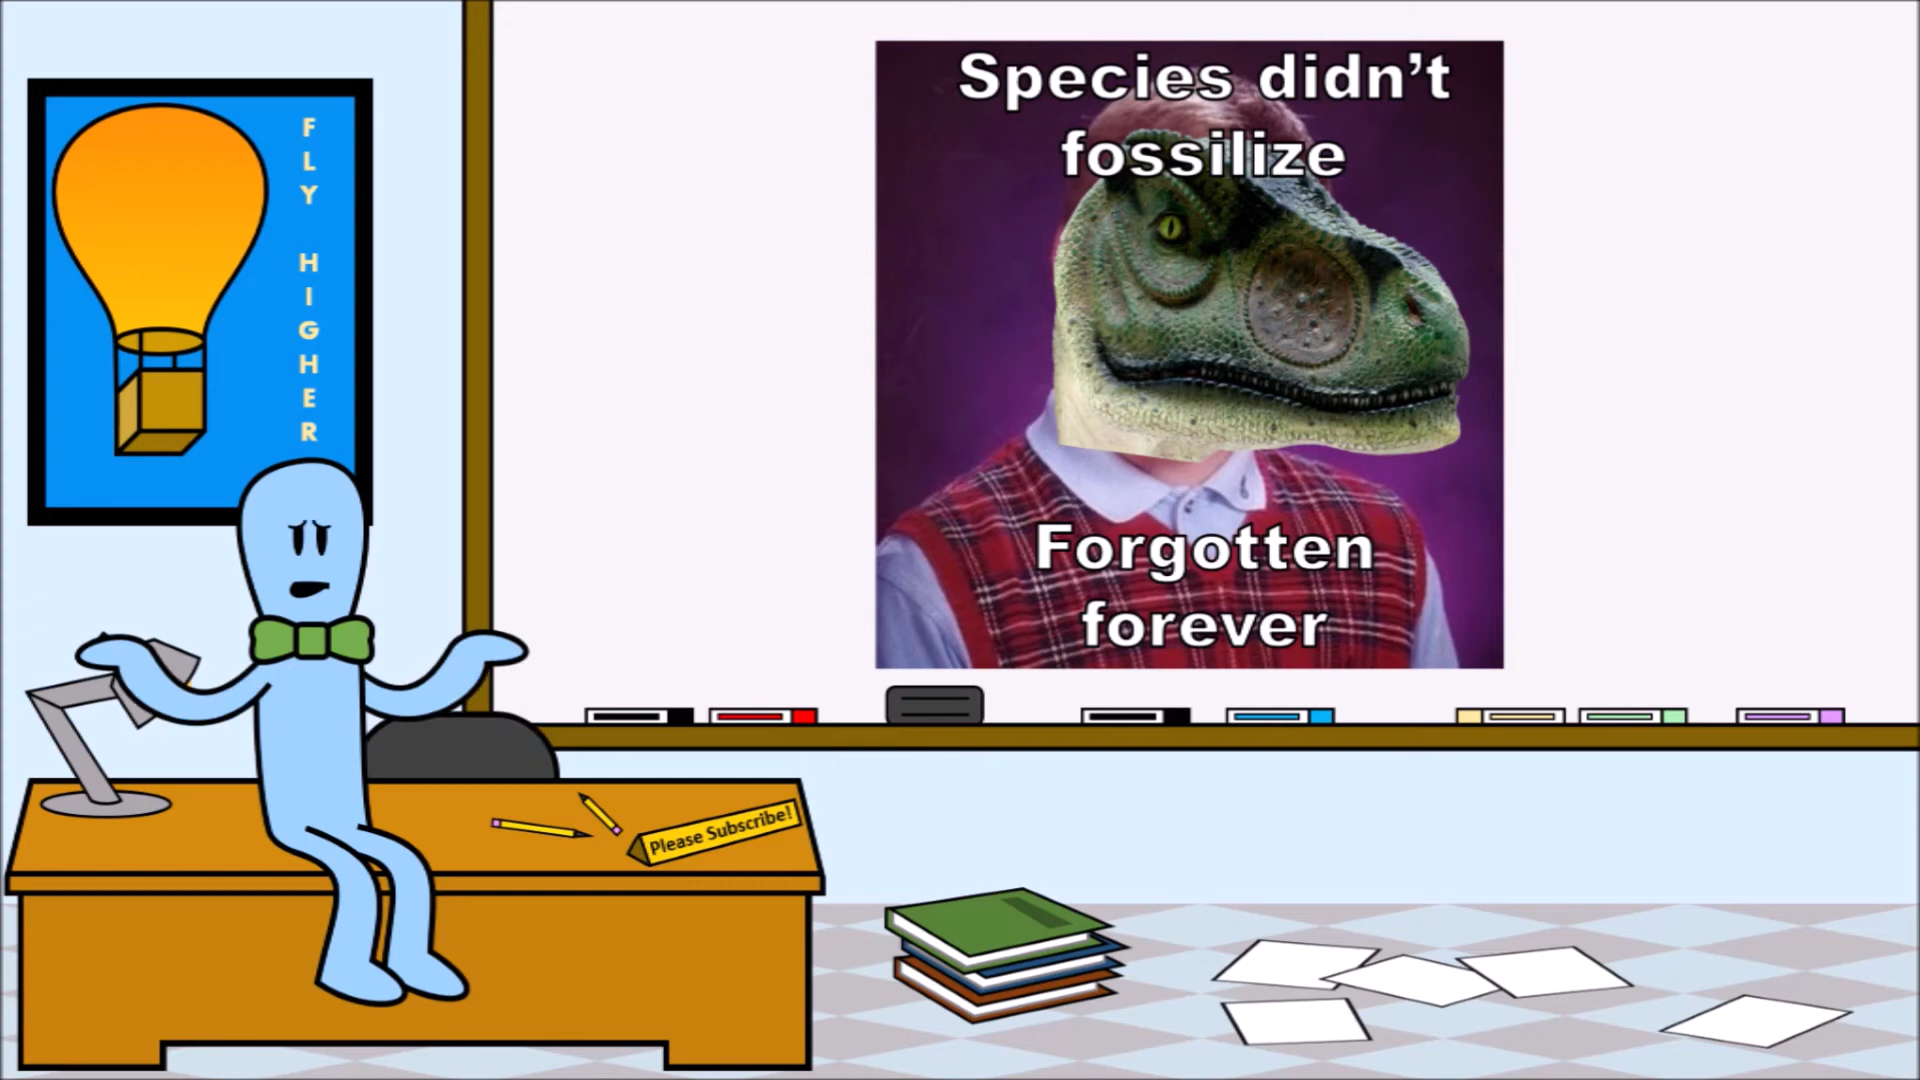 FLY HIGHER
Species didn't
fossilize
Forgotten
forever
Please Subscribe!